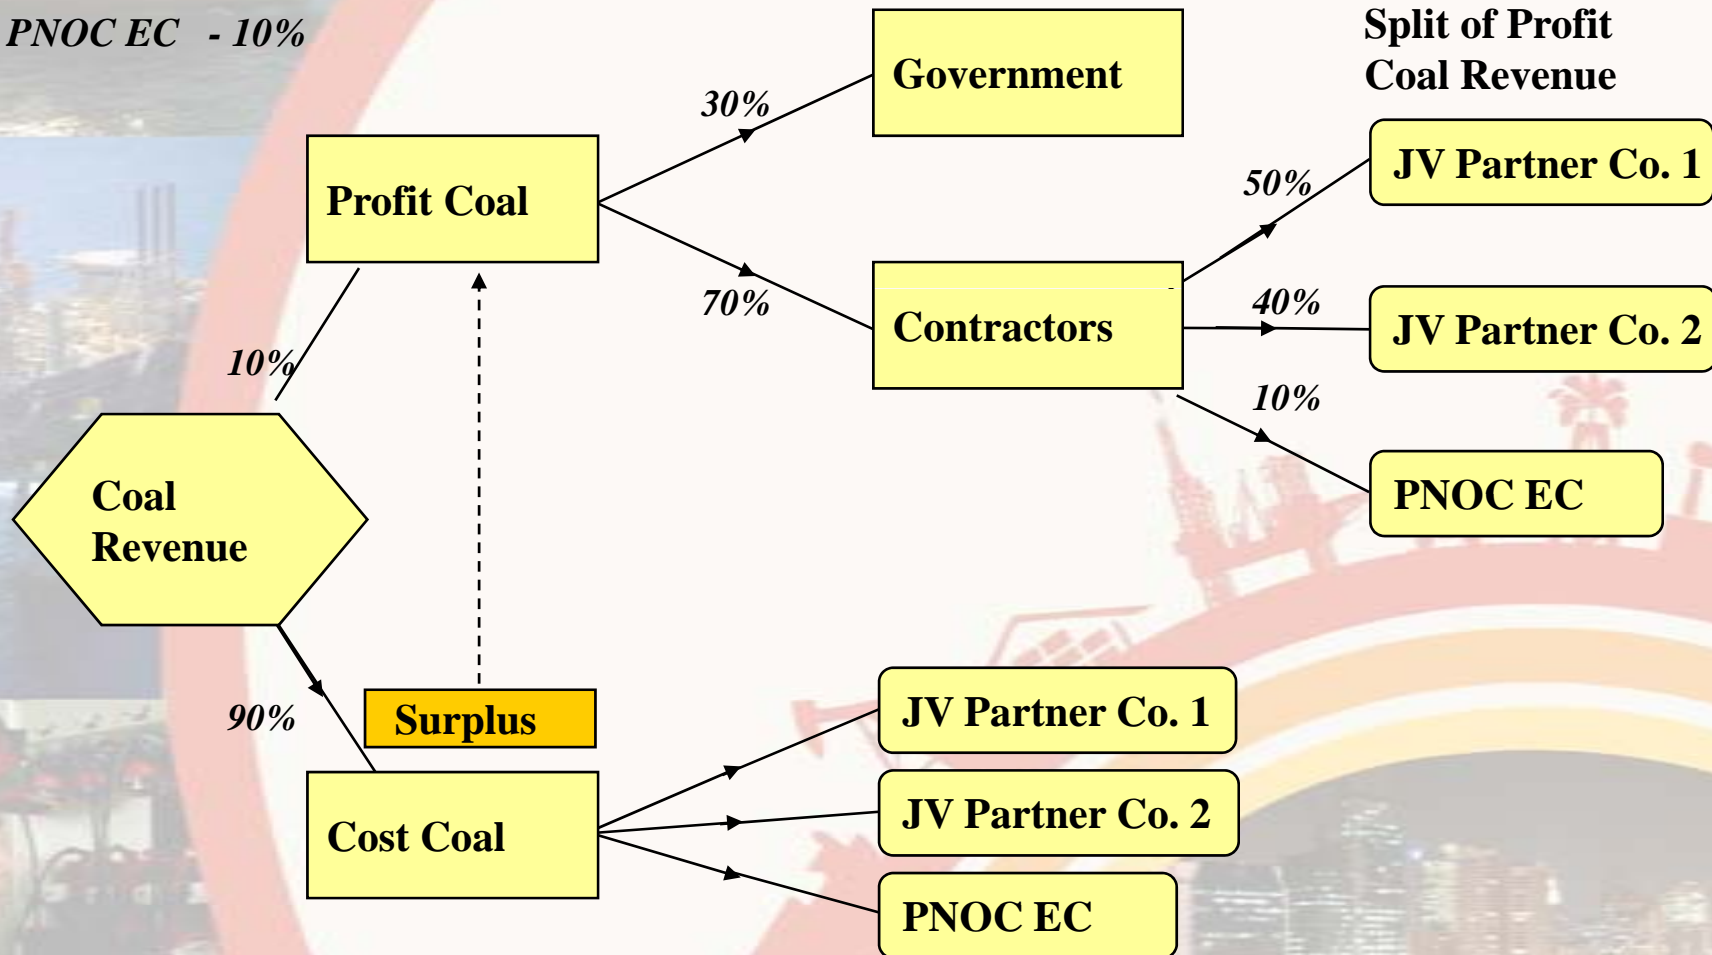 PNOC EC - 10%
Split of Profit
Coal Revenue
Government
30%
JV Partner Co. 1
50%
Profit Coal
70%
Contractors
40%
JV Partner Co. 2
10%
10%
PNOC EC
Coal
Revenue
90%
Surplus
JV Partner Co. 1
Cost Coal
JV Partner Co. 2
PNOC EC